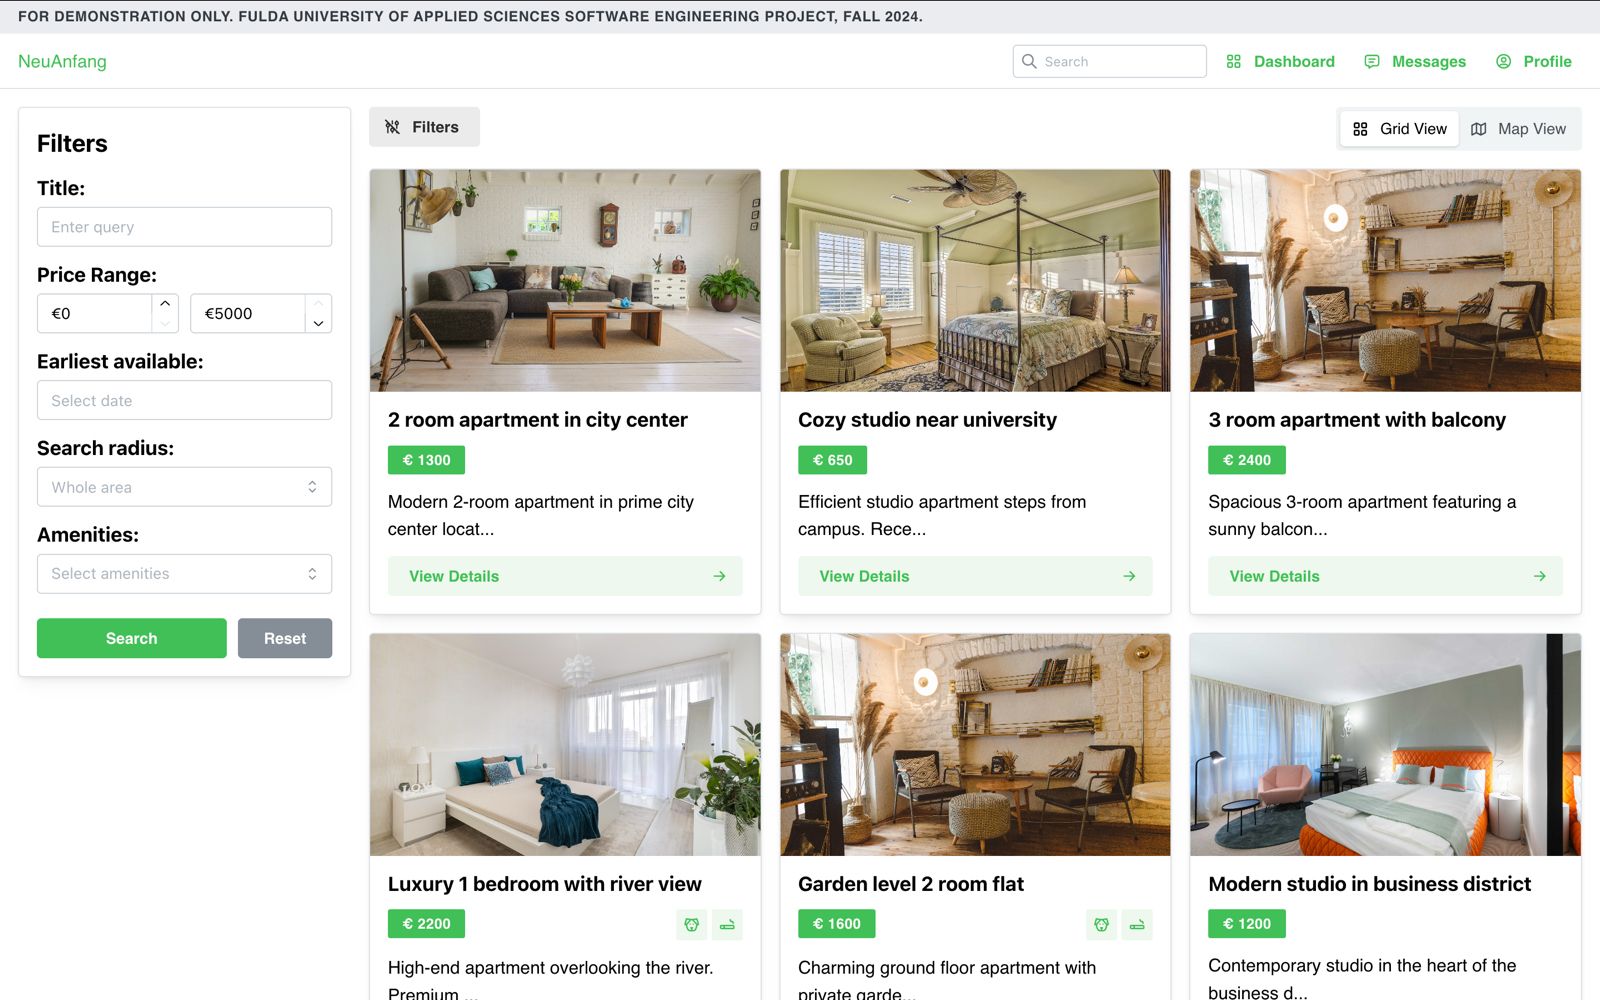 FOR DEMONSTRATION ONLY. FULDA UNIVERSITY OF APPLIED SCIENCES SOFTWARE ENGINEERING PROJECT, FALL 2024.
NeuAnfang
Search
Dashboard
Messages
Profile
Filters
Title:
Enter query
Price Range:
€0
€5000
Earliest available:
Select date
Search radius:
Whole area
Amenities:
Select amenities
Search
Reset
Filters
Grid View
Map View
2 room apartment in city center
€ 1300
Modern 2-room apartment in prime city
center locat...
View Details
Cozy studio near university
€ 650
Efficient studio apartment steps from
campus. Rece...
View Details
3 room apartment with balcony
€ 2400
Spacious 3-room apartment featuring a
sunny balcon...
View Details
Luxury 1 bedroom with river view
€ 2200
High-end apartment overlooking the river.
Premium ...
Garden level 2 room flat
€ 1600
Charming ground floor apartment with
private garde...
Modern studio in business district
€ 1200
Contemporary studio in the heart of the
business d...